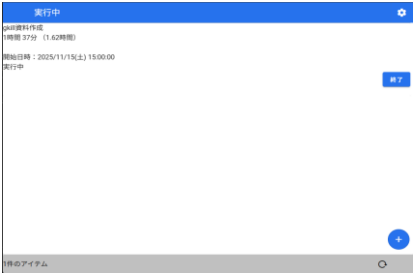 実行中
gkill資料作成
1時間 37分 （1.62時間）
開始日時：2025/11/15(土) 15:00:00
実行中
終了
1件のアイテム